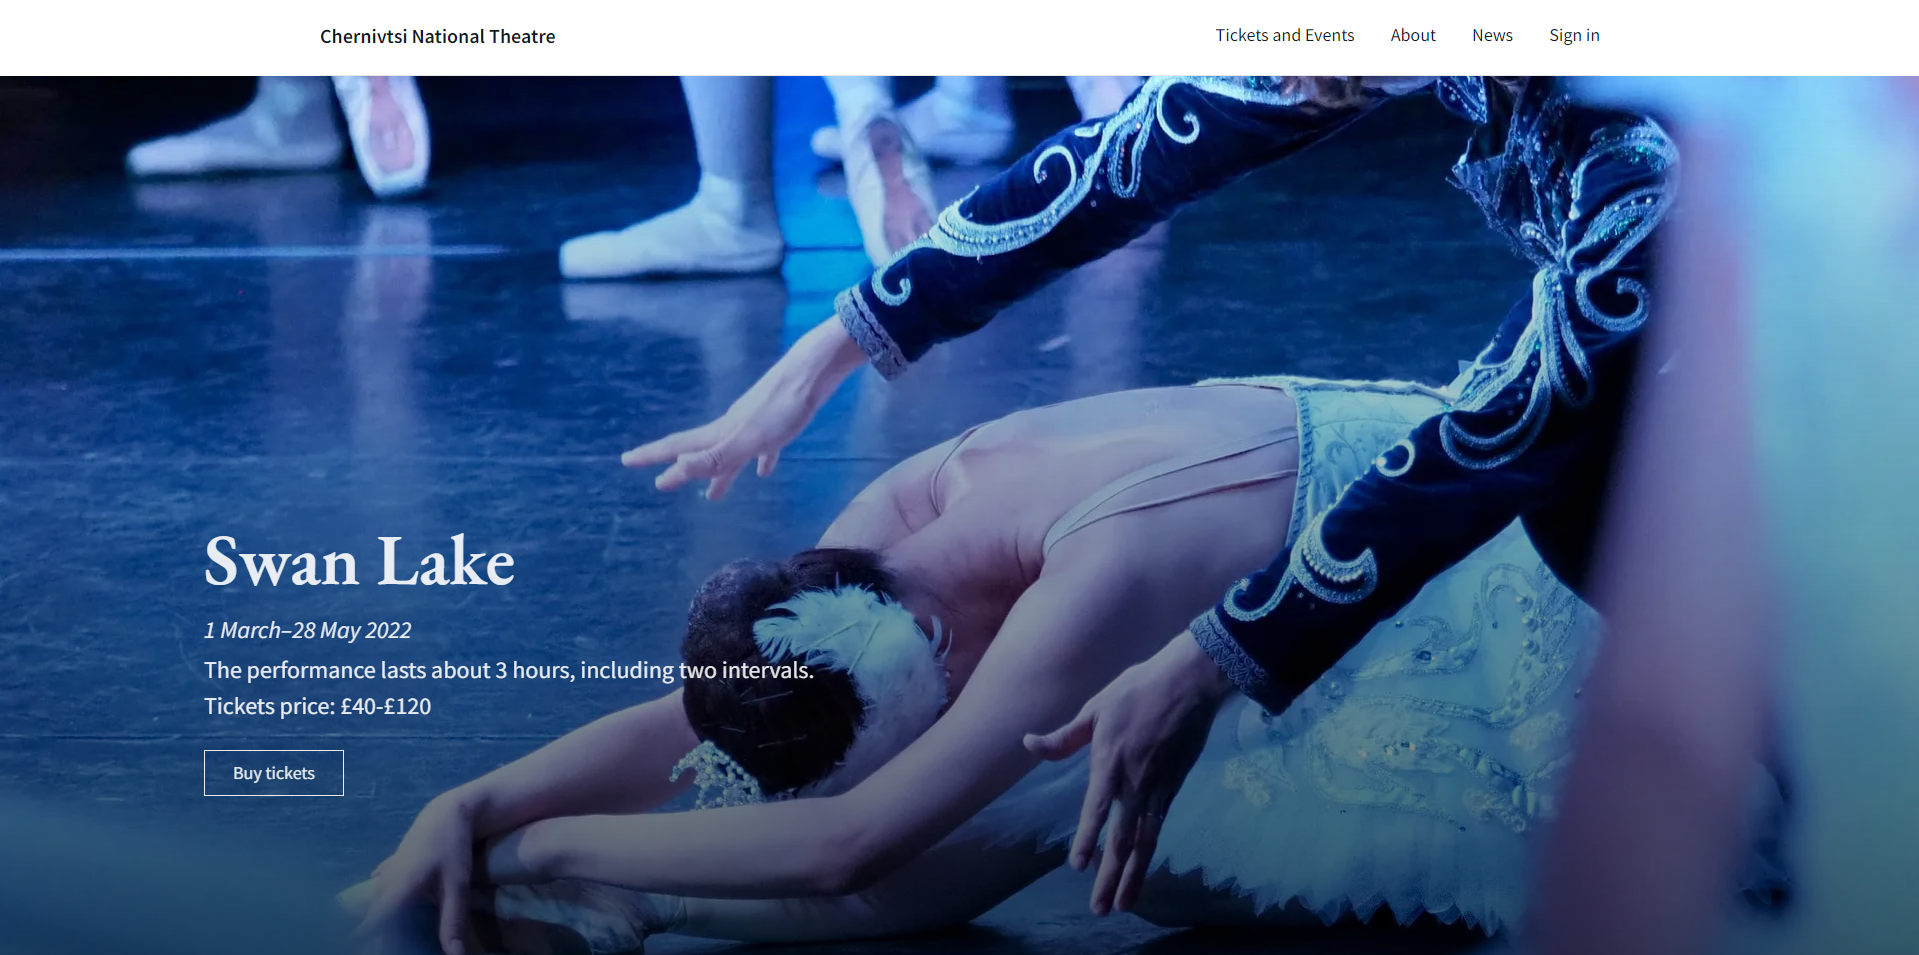 Chernivtsi National Theatre
Tickets and Events
About
News
Sign in
Swan Lake
1 March–28 May 2022
The performance lasts about 3 hours, including two intervals.
Tickets price: £40-£120
Buy tickets